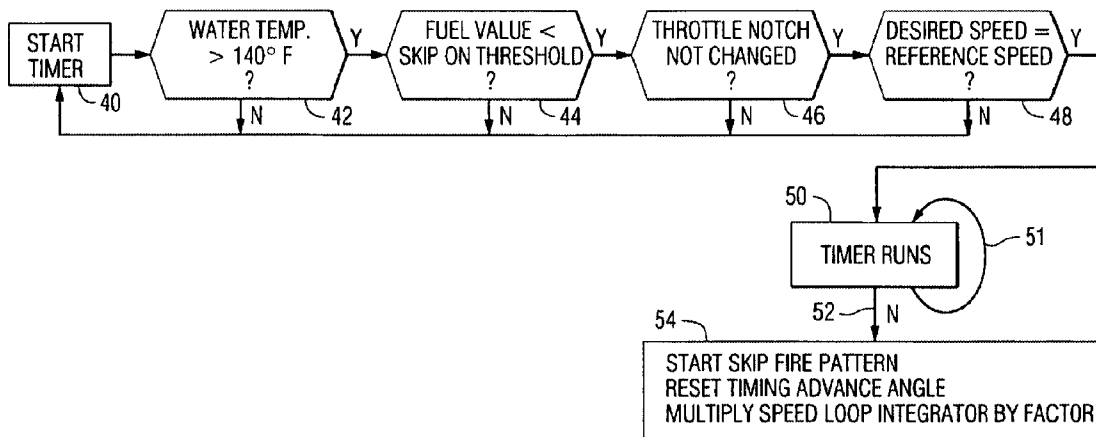 START
TIMER
40
WATER TEMP.
> 140° F
?
42
Y
N
FUEL VALUE <
SKIP ON THRESHOLD
?
44
Y
N
THROTTLE NOTCH
NOT CHANGED
?
46
Y
N
DESIRED SPEED =
REFERENCE SPEED
?
48
Y
N
50
TIMER RUNS
51
52
N
54
START SKIP FIRE PATTERN
RESET TIMING ADVANCE ANGLE
MULTIPLY SPEED LOOP INTEGRATOR BY FACTOR